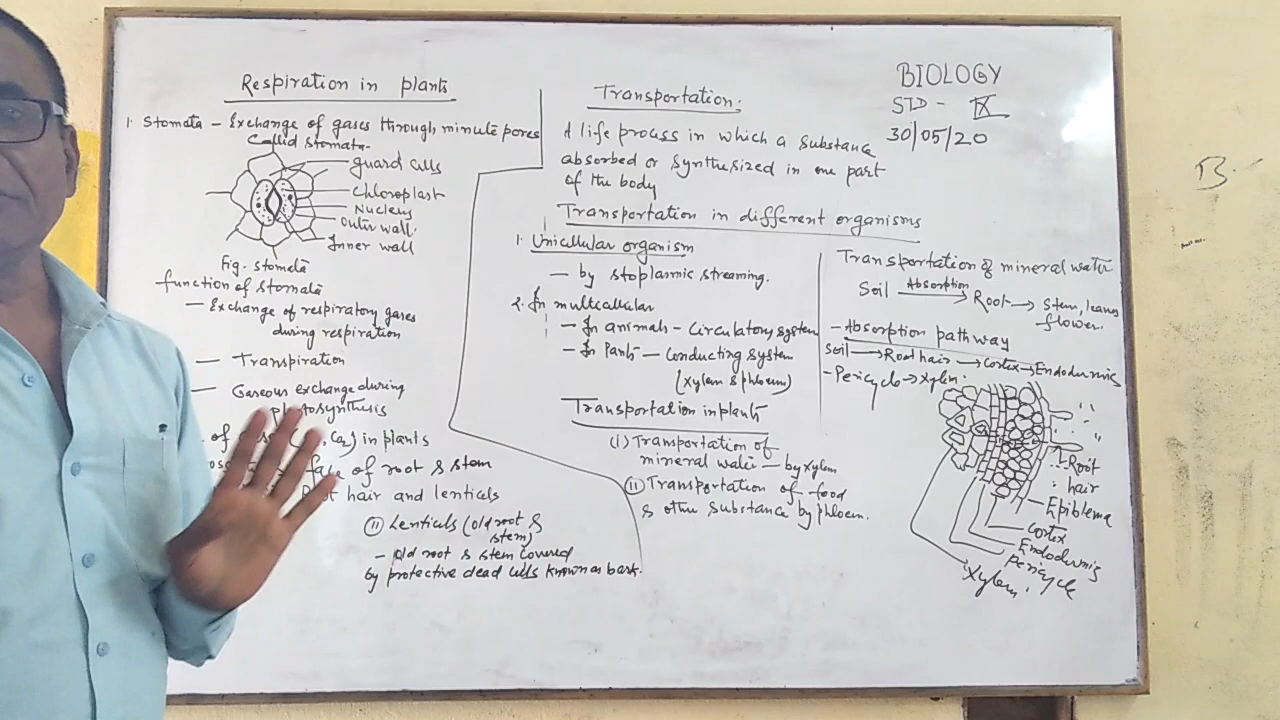 Respiration in plants
1. Stomata - Exchange of gases through minute pores
Called stomata-
guard cells
Chloroplast
Nucleus
Outer wall.
Inner wall
Fig. stomata
function of stomata
- Exchange of respiratory gases
during respiration
- Transpiration
- Gaseous exchange during
photosynthesis
in plants
of root & stem
hair and lenticels
(II) Lenticels (old root &
stem)
- old root & stem covered
by protective dead cells known as bark.
Transportation.
A life process in which a substance
absorbed or synthesized in one part
of the body
Transportation in different organisms
1. Unicellular organism
- by stoplasmic streaming.
2. In multicellular
- In animals - Circulatory system
- In Pants - Conducting system
(Xylem & phloem)
Transportation in plants
(i) Transportation of
mineral water - by xylem
(II) Transportation of food
& other substance by phloem.
BIOLOGY
STD - IX
30/05/20
Transportation of mineral water
Soil Absorption → Root → Stem, leaves
flower.
- Absorption pathway
Soil → Root hair → Cortex → Endodermis
- Pericycle → Xylem.
Root
hair
Epiblema
Cortex
Endodermis
pericycle
Xylem.
B